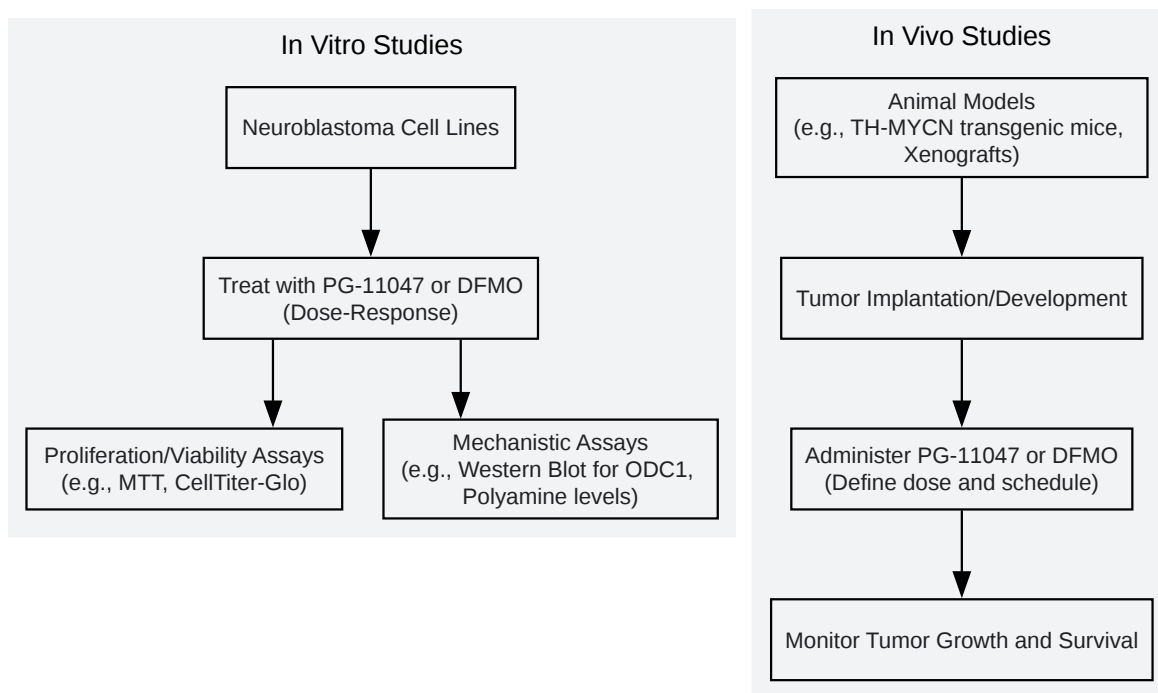 In Vitro Studies
Neuroblastoma Cell Lines
Treat with PG-11047 or DFMO
(Dose-Response)
Proliferation/Viability Assays
(e.g., MTT, CellTiter-Glo)
Mechanistic Assays
(e.g., Western Blot for ODC1,
Polyamine levels)
In Vivo Studies
Animal Models
(e.g., TH-MYCN transgenic mice,
Xenografts)
Tumor Implantation/Development
Administer PG-11047 or DFMO
(Define dose and schedule)
Monitor Tumor Growth and Survival